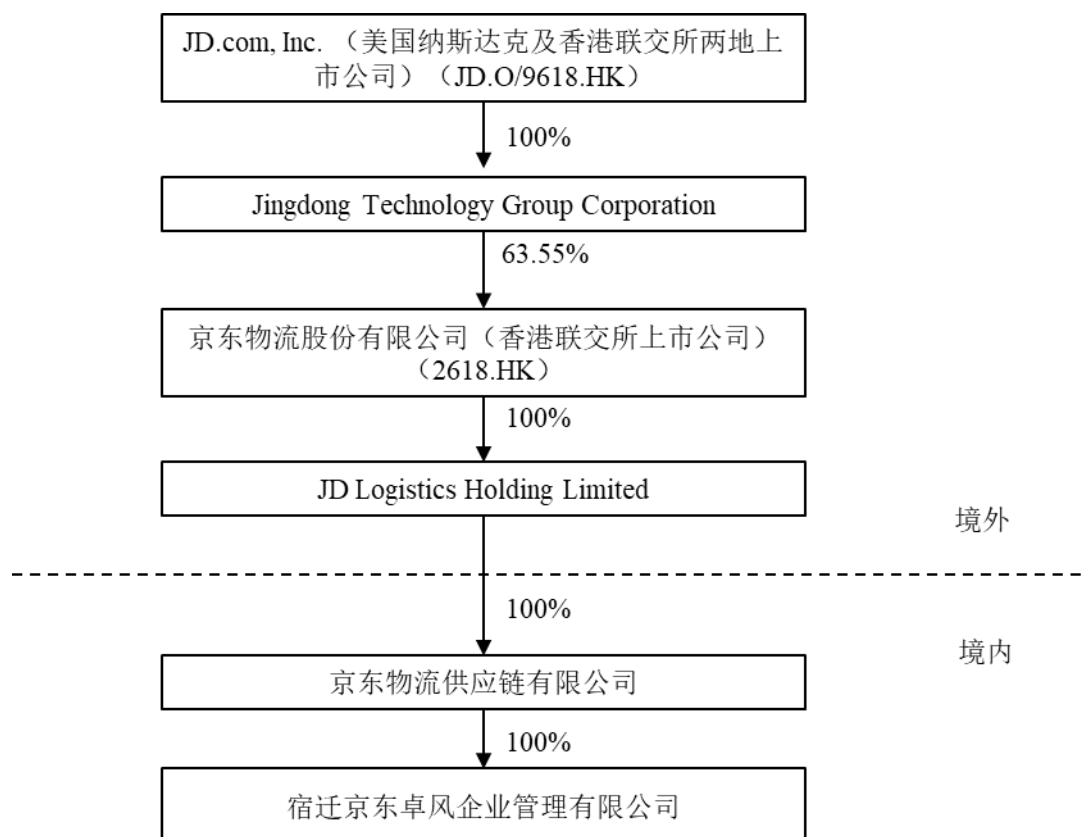 JD.com, Inc. （美国纳斯达克及香港联交所两地上
市公司）（JD.O/9618.HK）
100%
Jingdong Technology Group Corporation
63.55%
京东物流股份有限公司（香港联交所上市公司）
（2618.HK）
100%
JD Logistics Holding Limited
境外
100%
境内
京东物流供应链有限公司
100%
宿迁京东卓风企业管理有限公司